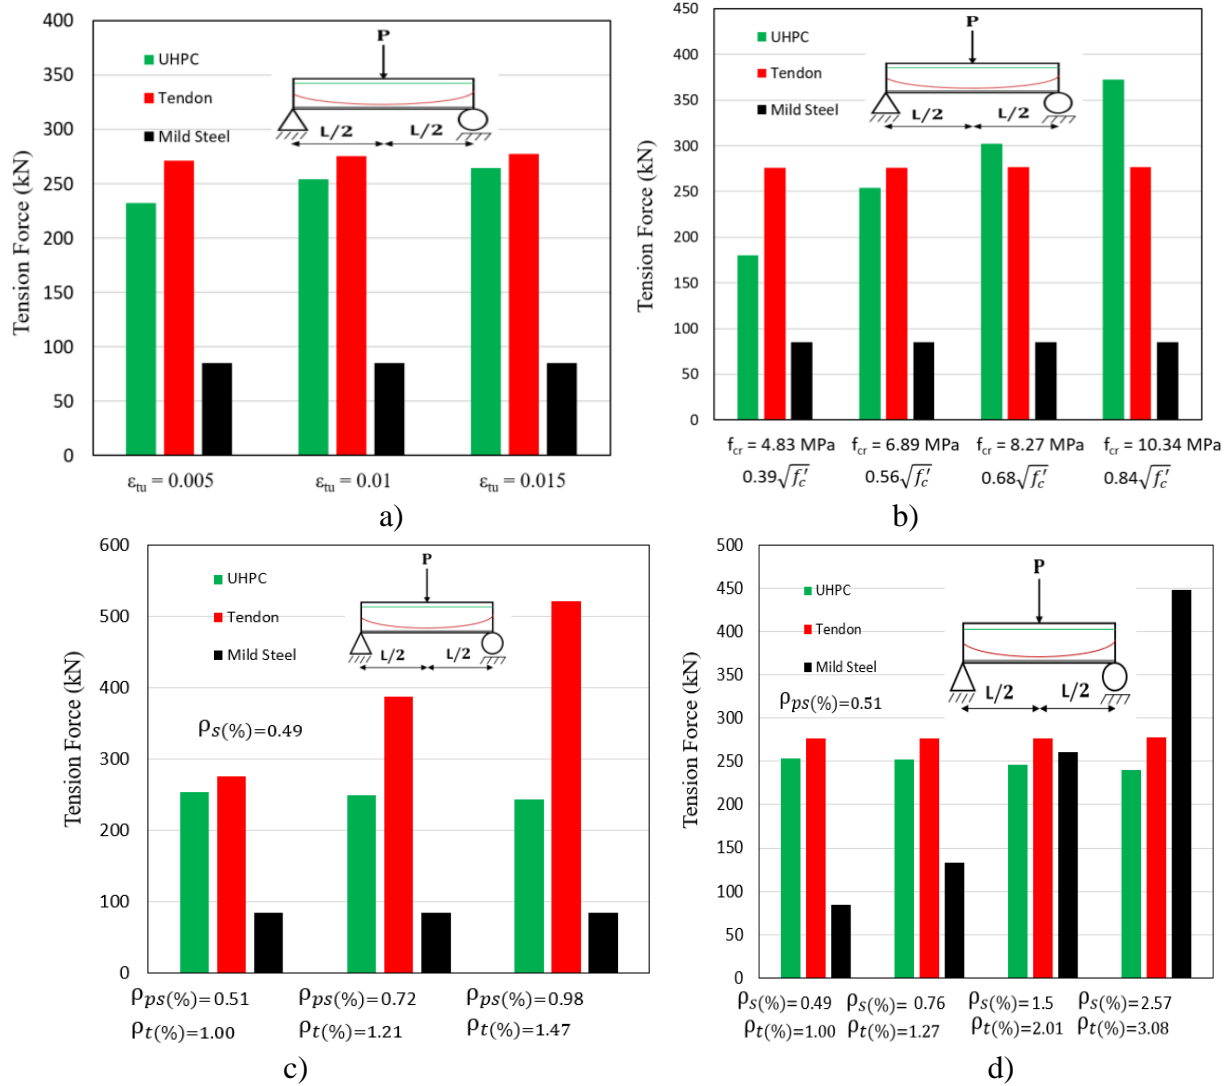 400
350
300
250
200
150
100
50
0
Tension Force (kN)
UHPC
Tendon
Mild Steel
P
L/2 L/2
εtu = 0.005 εtu = 0.01 εtu = 0.015
a)
450
400
350
300
250
200
150
100
50
0
Tension Force (kN)
UHPC
Tendon
Mild Steel
P
L/2 L/2
fcr = 4.83 MPa fcr = 6.89 MPa fcr = 8.27 MPa fcr = 10.34 MPa
0.39√f'c 0.56√f'c 0.68√f'c 0.84√f'c
b)
600
500
400
300
200
100
0
Tension Force (kN)
UHPC
Tendon
Mild Steel
P
L/2 L/2
ρs(%)=0.49
ρps(%)=0.51 ρps(%)=0.72 ρps(%)=0.98
ρt(%)=1.00 ρt(%)=1.21 ρt(%)=1.47
c)
500
450
400
350
300
250
200
150
100
50
0
Tension Force (kN)
UHPC
Tendon
Mild Steel
ρps(%)=0.51
P
L/2 L/2
ρs(%)=0.49 ρs(%)= 0.76 ρs(%)=1.5 ρs(%)=2.57
ρt(%)=1.00 ρt(%)=1.27 ρt(%)=2.01 ρt(%)=3.08
d)